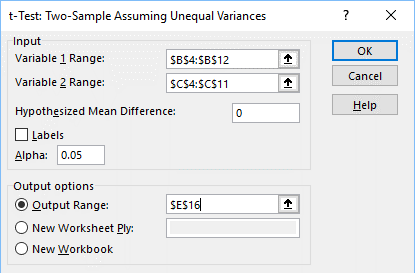 t-Test: Two-Sample Assuming Unequal Variances ? ×
Input
Variable 1 Range: $B$4:$B$12
Variable 2 Range: $C$4:$C$11
Hypothesized Mean Difference: 0
Labels
Alpha: 0.05
Output options
Output Range: $E$16
New Worksheet Ply:
New Workbook
OK
Cancel
Help